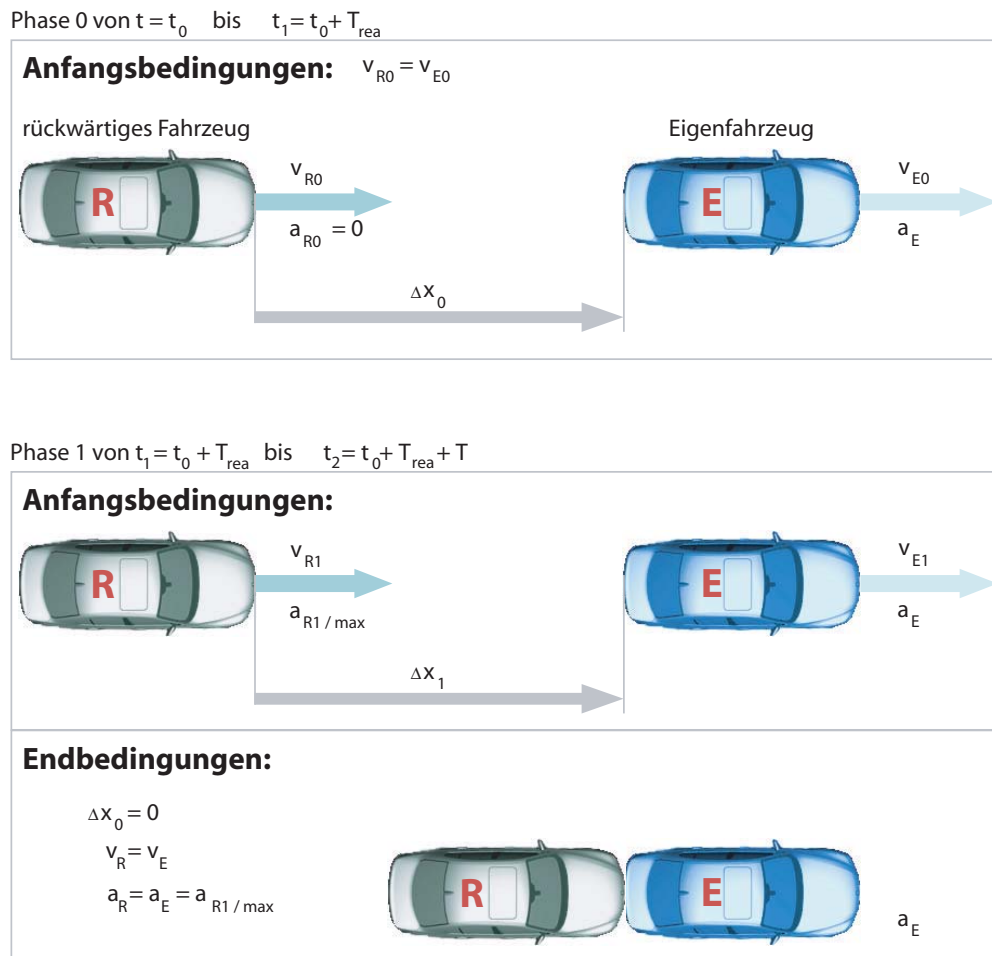 Phase 0 von t = t0 bis t1= t0+ Trea
Anfangsbedingungen: vR0 = vE0
rückwärtiges Fahrzeug Eigenfahrzeug
R vR0 E vE0
aR0 = 0 aE
Δx0
Phase 1 von t1= t0 + Trea bis t2= t0+ Trea+ T
Anfangsbedingungen:
R vR1 E vE1
aR1 / max aE
Δx1
Endbedingungen:
Δx0 = 0
vR= vE
aR= aE = aR1 / max R E aE